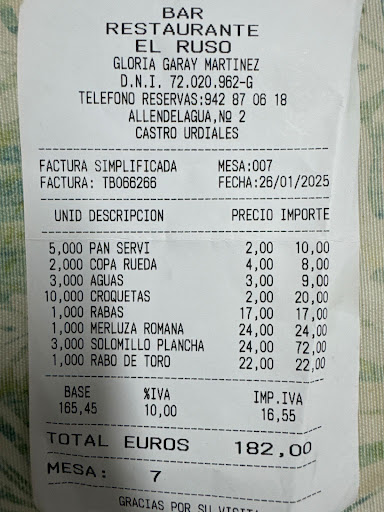 BAR
RESTAURANTE
EL RUSO
GLORIA GARAY MARTINEZ
D.N.I. 72.020.962-G
TELEFONO RESERVAS:942 87 06 18
ALLENDELAGUA,Nº 2
CASTRO URDIALES
FACTURA SIMPLIFICADA MESA:007
FACTURA: TB066266 FECHA:26/01/2025
UNID DESCRIPCION PRECIO IMPORTE
5,000 PAN SERVI 2,00 10,00
2,000 COPA RUEDA 4,00 8,00
3,000 AGUAS 3,00 9,00
10,000 CROQUETAS 2,00 20,00
1,000 RABAS 17,00 17,00
1,000 MERLUZA ROMANA 24,00 24,00
3,000 SOLOMILLO PLANCHA 24,00 72,00
1,000 RABO DE TORO 22,00 22,00
BASE %IVA IMP.IVA
165,45 10,00 16,55
TOTAL EUROS 182,00
MESA: 7
GRACIAS POR SU VISITA